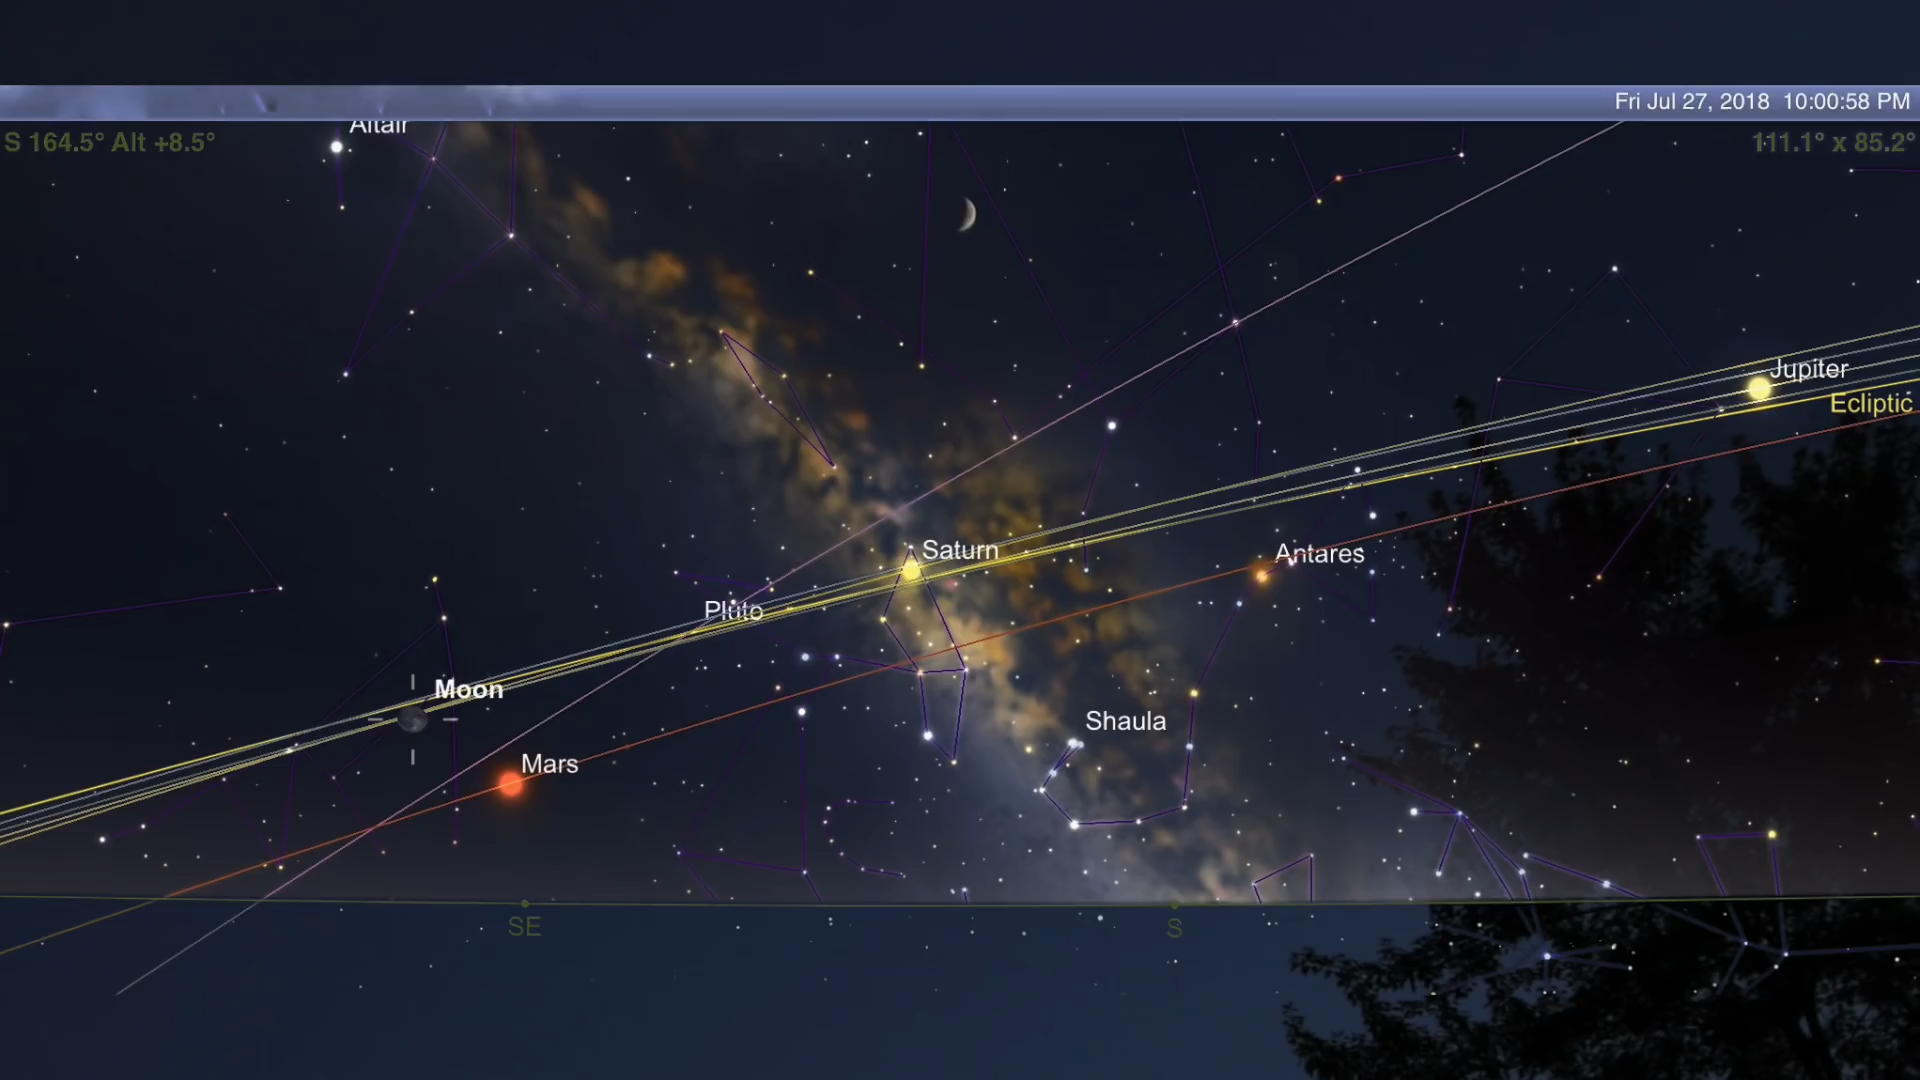 Fri Jul 27, 2018 10:00:58 PM
Altair
S 164.5° Alt +8.5°
111.1° x 85.2°
Jupiter
Ecliptic
Saturn
Antares
Pluto
Moon
Shaula
Mars
SE
S